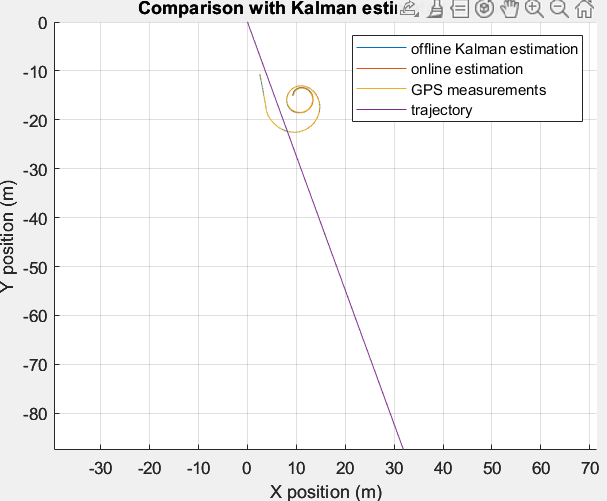 Comparison with Kalman esti
offline Kalman estimation
online estimation
GPS measurements
trajectory
0
-10
-20
-30
-40
-50
-60
-70
-80
Y position (m)
-30 -20 -10 0 10 20 30 40 50 60 70
X position (m)